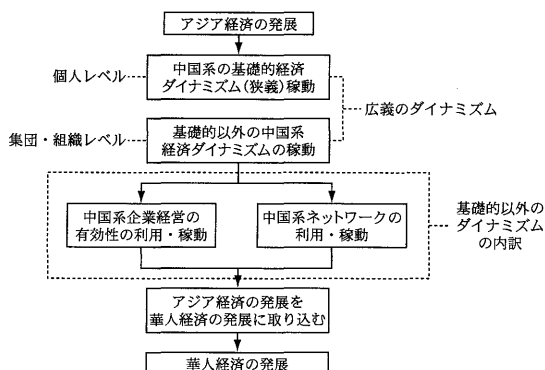 アジア経済の発展
個人レベル
中国系の基礎的経済
ダイナミズム(狭義)稼動
広義のダイナミズム
集団・組織レベル
基礎的以外の中国系
経済ダイナミズムの稼動
中国系企業経営の
有効性の利用・稼動
中国系ネットワークの
利用・稼動
基礎的以外の
ダイナミズム
の内訳
アジア経済の発展を
華人経済の発展に取り込む
華人経済の発展